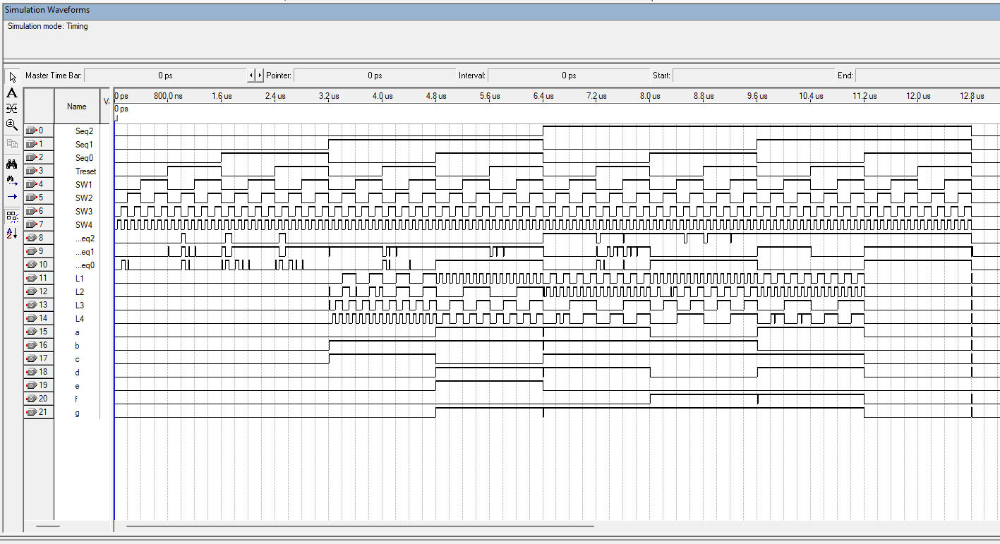 Simulation Waveforms
Simulation mode: Timing
Master Time Bar: 0 ps Pointer: 0 ps Interval: 0 ps Start: End:
Name
0 ps 800.0 ns 1.6 us 2.4 us 3.2 us 4.0 us 4.8 us 5.6 us 6.4 us 7.2 us 8.0 us 8.8 us 9.6 us 10.4 us 11.2 us 12.0 us 12.8 us
0 ps
0 Seq2
1 Seq1
2 Seq0
3 Treset
4 SW1
5 SW2
6 SW3
7 SW4
8 ...eq2
9 ...eq1
10 ...eq0
11 L1
12 L2
13 L3
14 L4
15 a
16 b
17 c
18 d
19 e
20 f
21 g